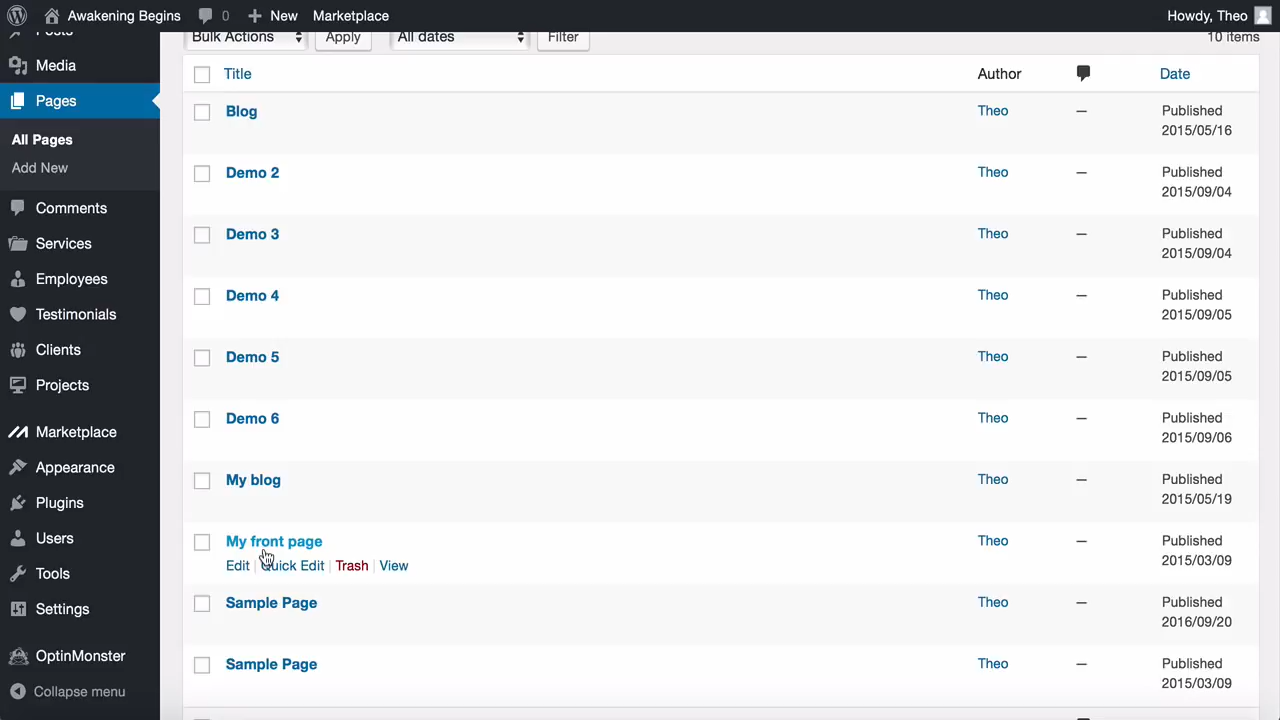 Awakening Begins 0 New Marketplace Howdy, Theo
Posts
Media
Pages
All Pages
Add New
Comments
Services
Employees
Testimonials
Clients
Projects
Marketplace
Appearance
Plugins
Users
Tools
Settings
OptinMonster
Collapse menu
Bulk Actions Apply All dates Filter 10 items
Title Author Date
Blog Theo — Published
2015/05/16
Demo 2 Theo — Published
2015/09/04
Demo 3 Theo — Published
2015/09/04
Demo 4 Theo — Published
2015/09/05
Demo 5 Theo — Published
2015/09/05
Demo 6 Theo — Published
2015/09/06
My blog Theo — Published
2015/05/19
My front page Theo — Published
Edit | Quick Edit | Trash | View 2015/03/09
Sample Page Theo — Published
2016/09/20
Sample Page Theo — Published
2015/03/09